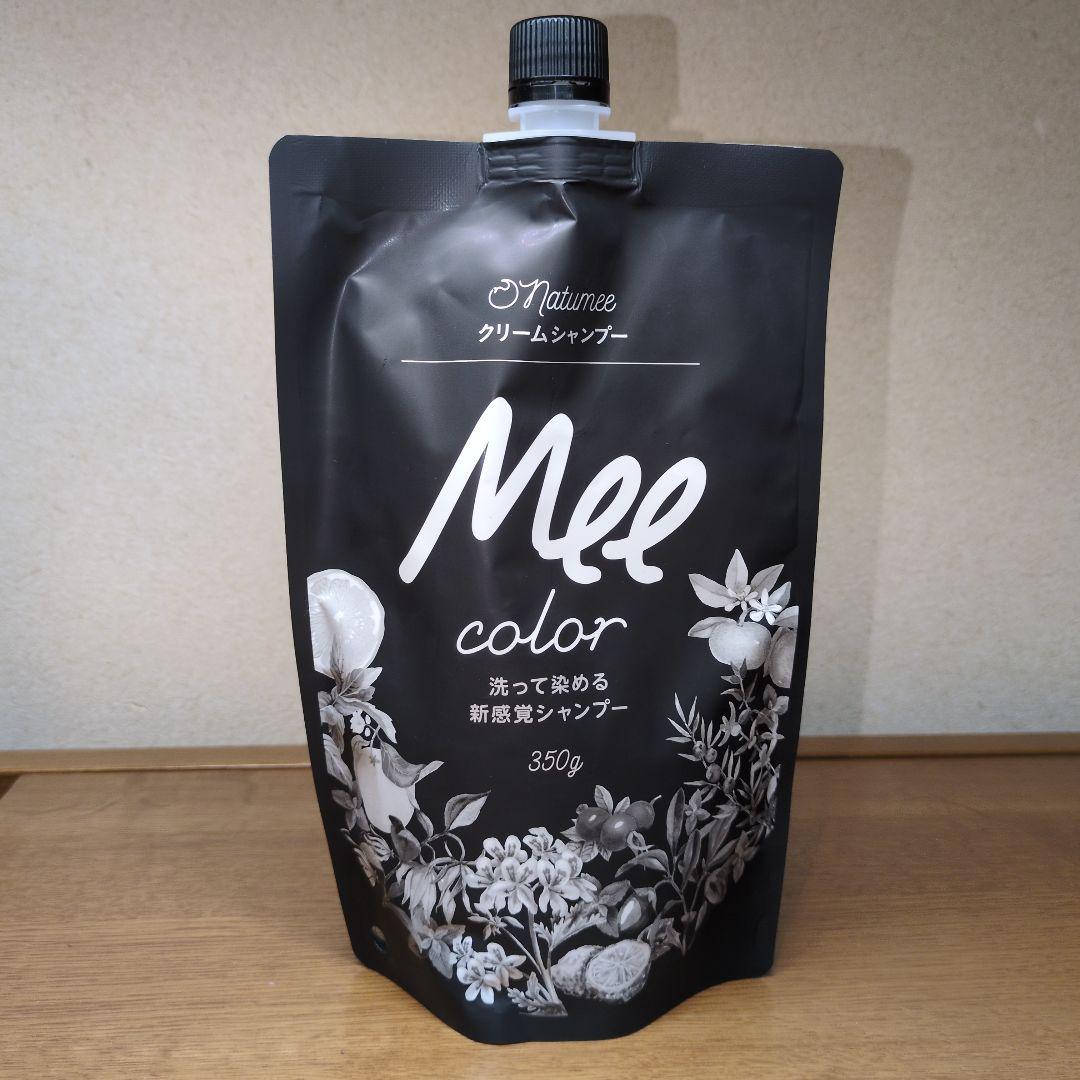 Natumee
クリームシャンプー
Mee
color
洗って染める
新感覚シャンプー
350g